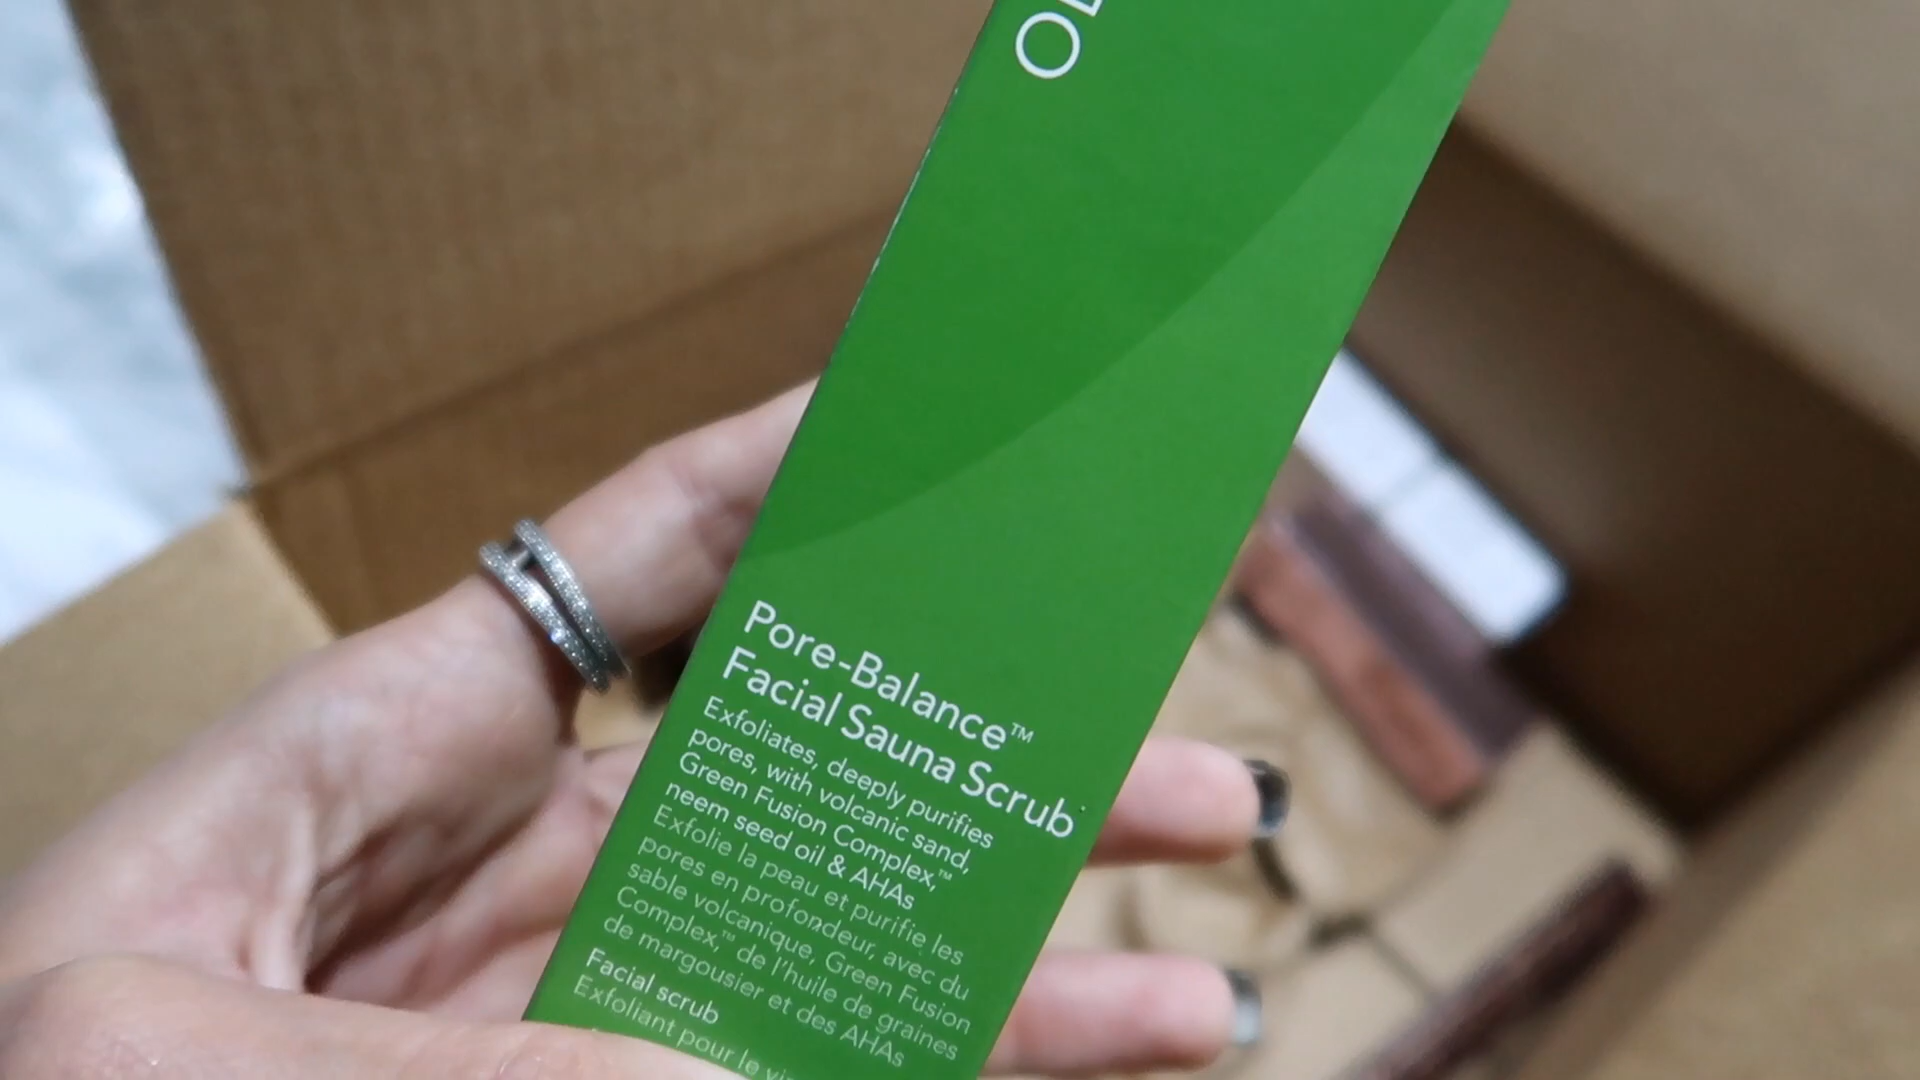 Pore-Balance™
Facial Sauna Scrub
Exfoliates, deeply purifies
pores, with volcanic sand,
Green Fusion Complex,™
neem seed oil & AHAs
Exfolie la peau et purifie les
pores en profondeur, avec du
sable volcanique, Green Fusion
Complex,™ de l'huile de graines
de margousier et des AHAs
Facial scrub
Exfoliant pour le